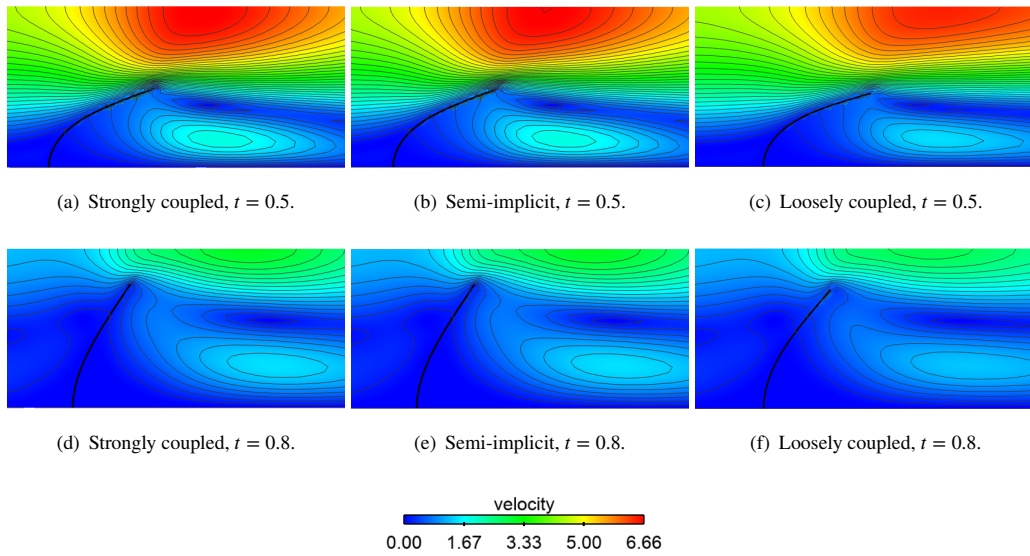 (a) Strongly coupled, t = 0.5.
(b) Semi-implicit, t = 0.5.
(c) Loosely coupled, t = 0.5.
(d) Strongly coupled, t = 0.8.
(e) Semi-implicit, t = 0.8.
(f) Loosely coupled, t = 0.8.
velocity
0.00 1.67 3.33 5.00 6.66